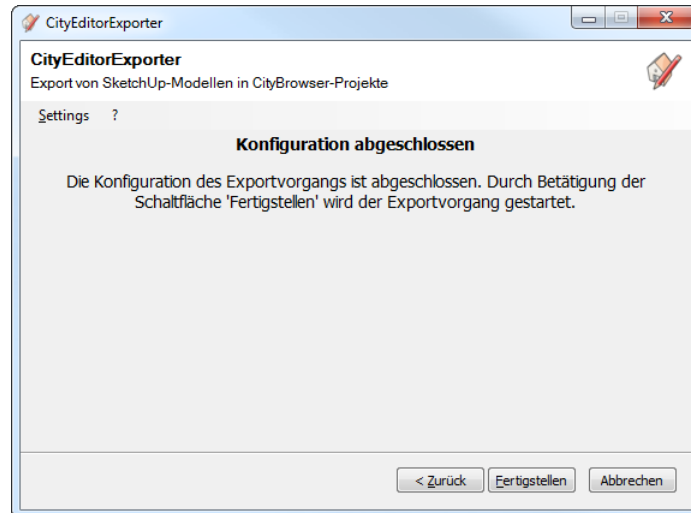 CityEditorExporter
CityEditorExporter
Export von SketchUp-Modellen in CityBrowser-Projekte
Settings ?
Konfiguration abgeschlossen
Die Konfiguration des Exportvorgangs ist abgeschlossen. Durch Betätigung der
Schaltfläche 'Fertigstellen' wird der Exportvorgang gestartet.
< Zurück Fertigstellen Abbrechen